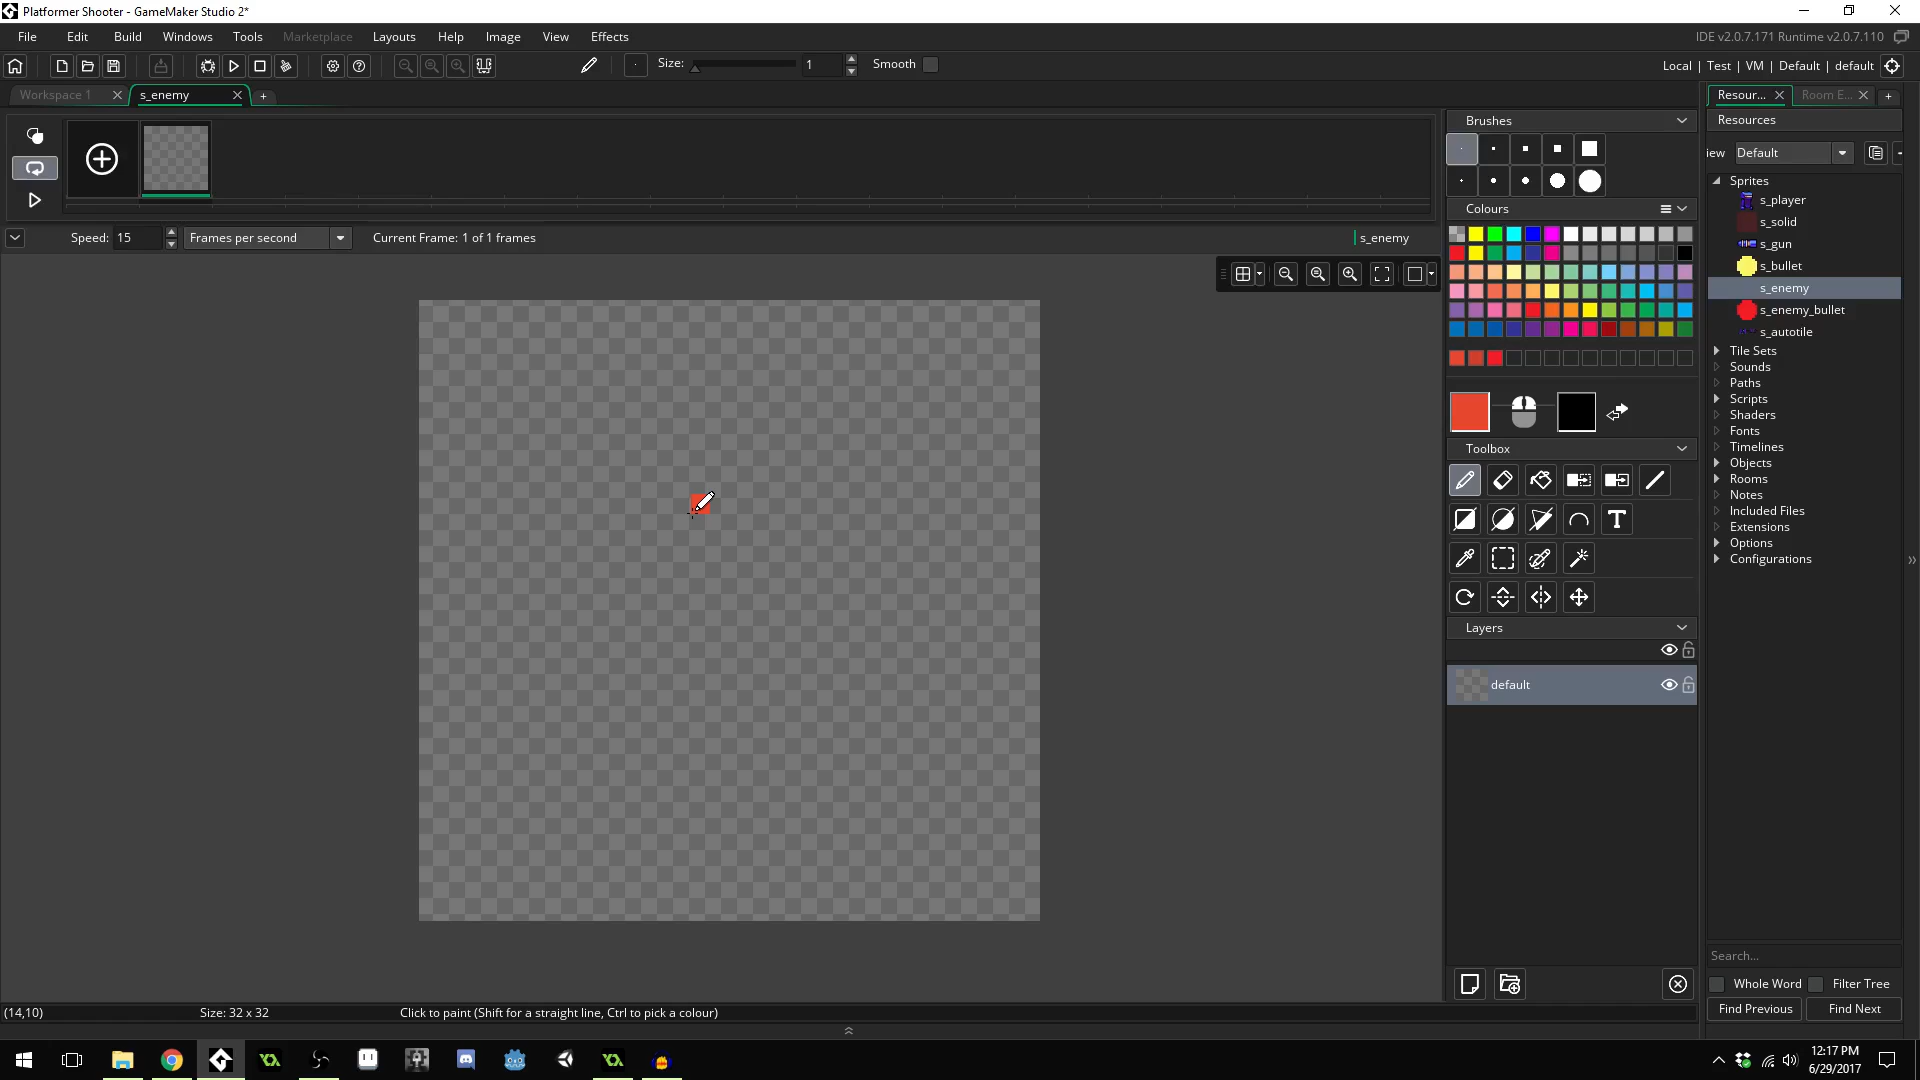 Platformer Shooter - GameMaker Studio 2*
File Edit Build Windows Tools Marketplace Layouts Help Image View Effects
IDE v2.0.7.171 Runtime v2.0.7.110
Size: 1 Smooth
Local | Test | VM | Default | default
Workspace 1 s_enemy
Brushes
Resour... Room E...
Resources
iew Default
Sprites
s_player
s_solid
s_gun
s_bullet
s_enemy
s_enemy_bullet
s_autotile
Tile Sets
Sounds
Paths
Scripts
Shaders
Fonts
Timelines
Objects
Rooms
Notes
Included Files
Extensions
Options
Configurations
Colours
Speed: 15 Frames per second Current Frame: 1 of 1 frames s_enemy
Toolbox
T
Layers
default
Search...
Whole Word Filter Tree
Find Previous Find Next
(14,10) Size: 32 x 32 Click to paint (Shift for a straight line, Ctrl to pick a colour)
12:17 PM
6/29/2017